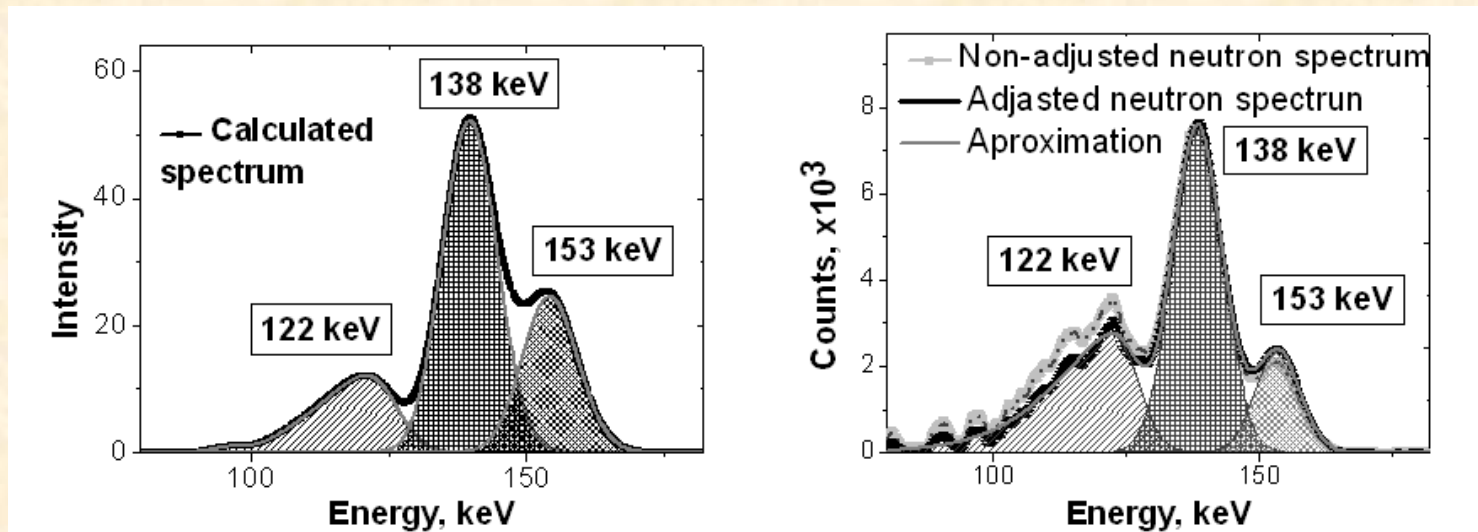 60
40
20
0
Intensity
138 keV
Calculated
spectrum
153 keV
122 keV
100
150
Energy, keV
8
6
4
2
0
Counts, x10³
Non-adjusted neutron spectrum
Adjasted neutron spectrun
Aproximation
138 keV
122 keV
153 keV
100
150
Energy, keV